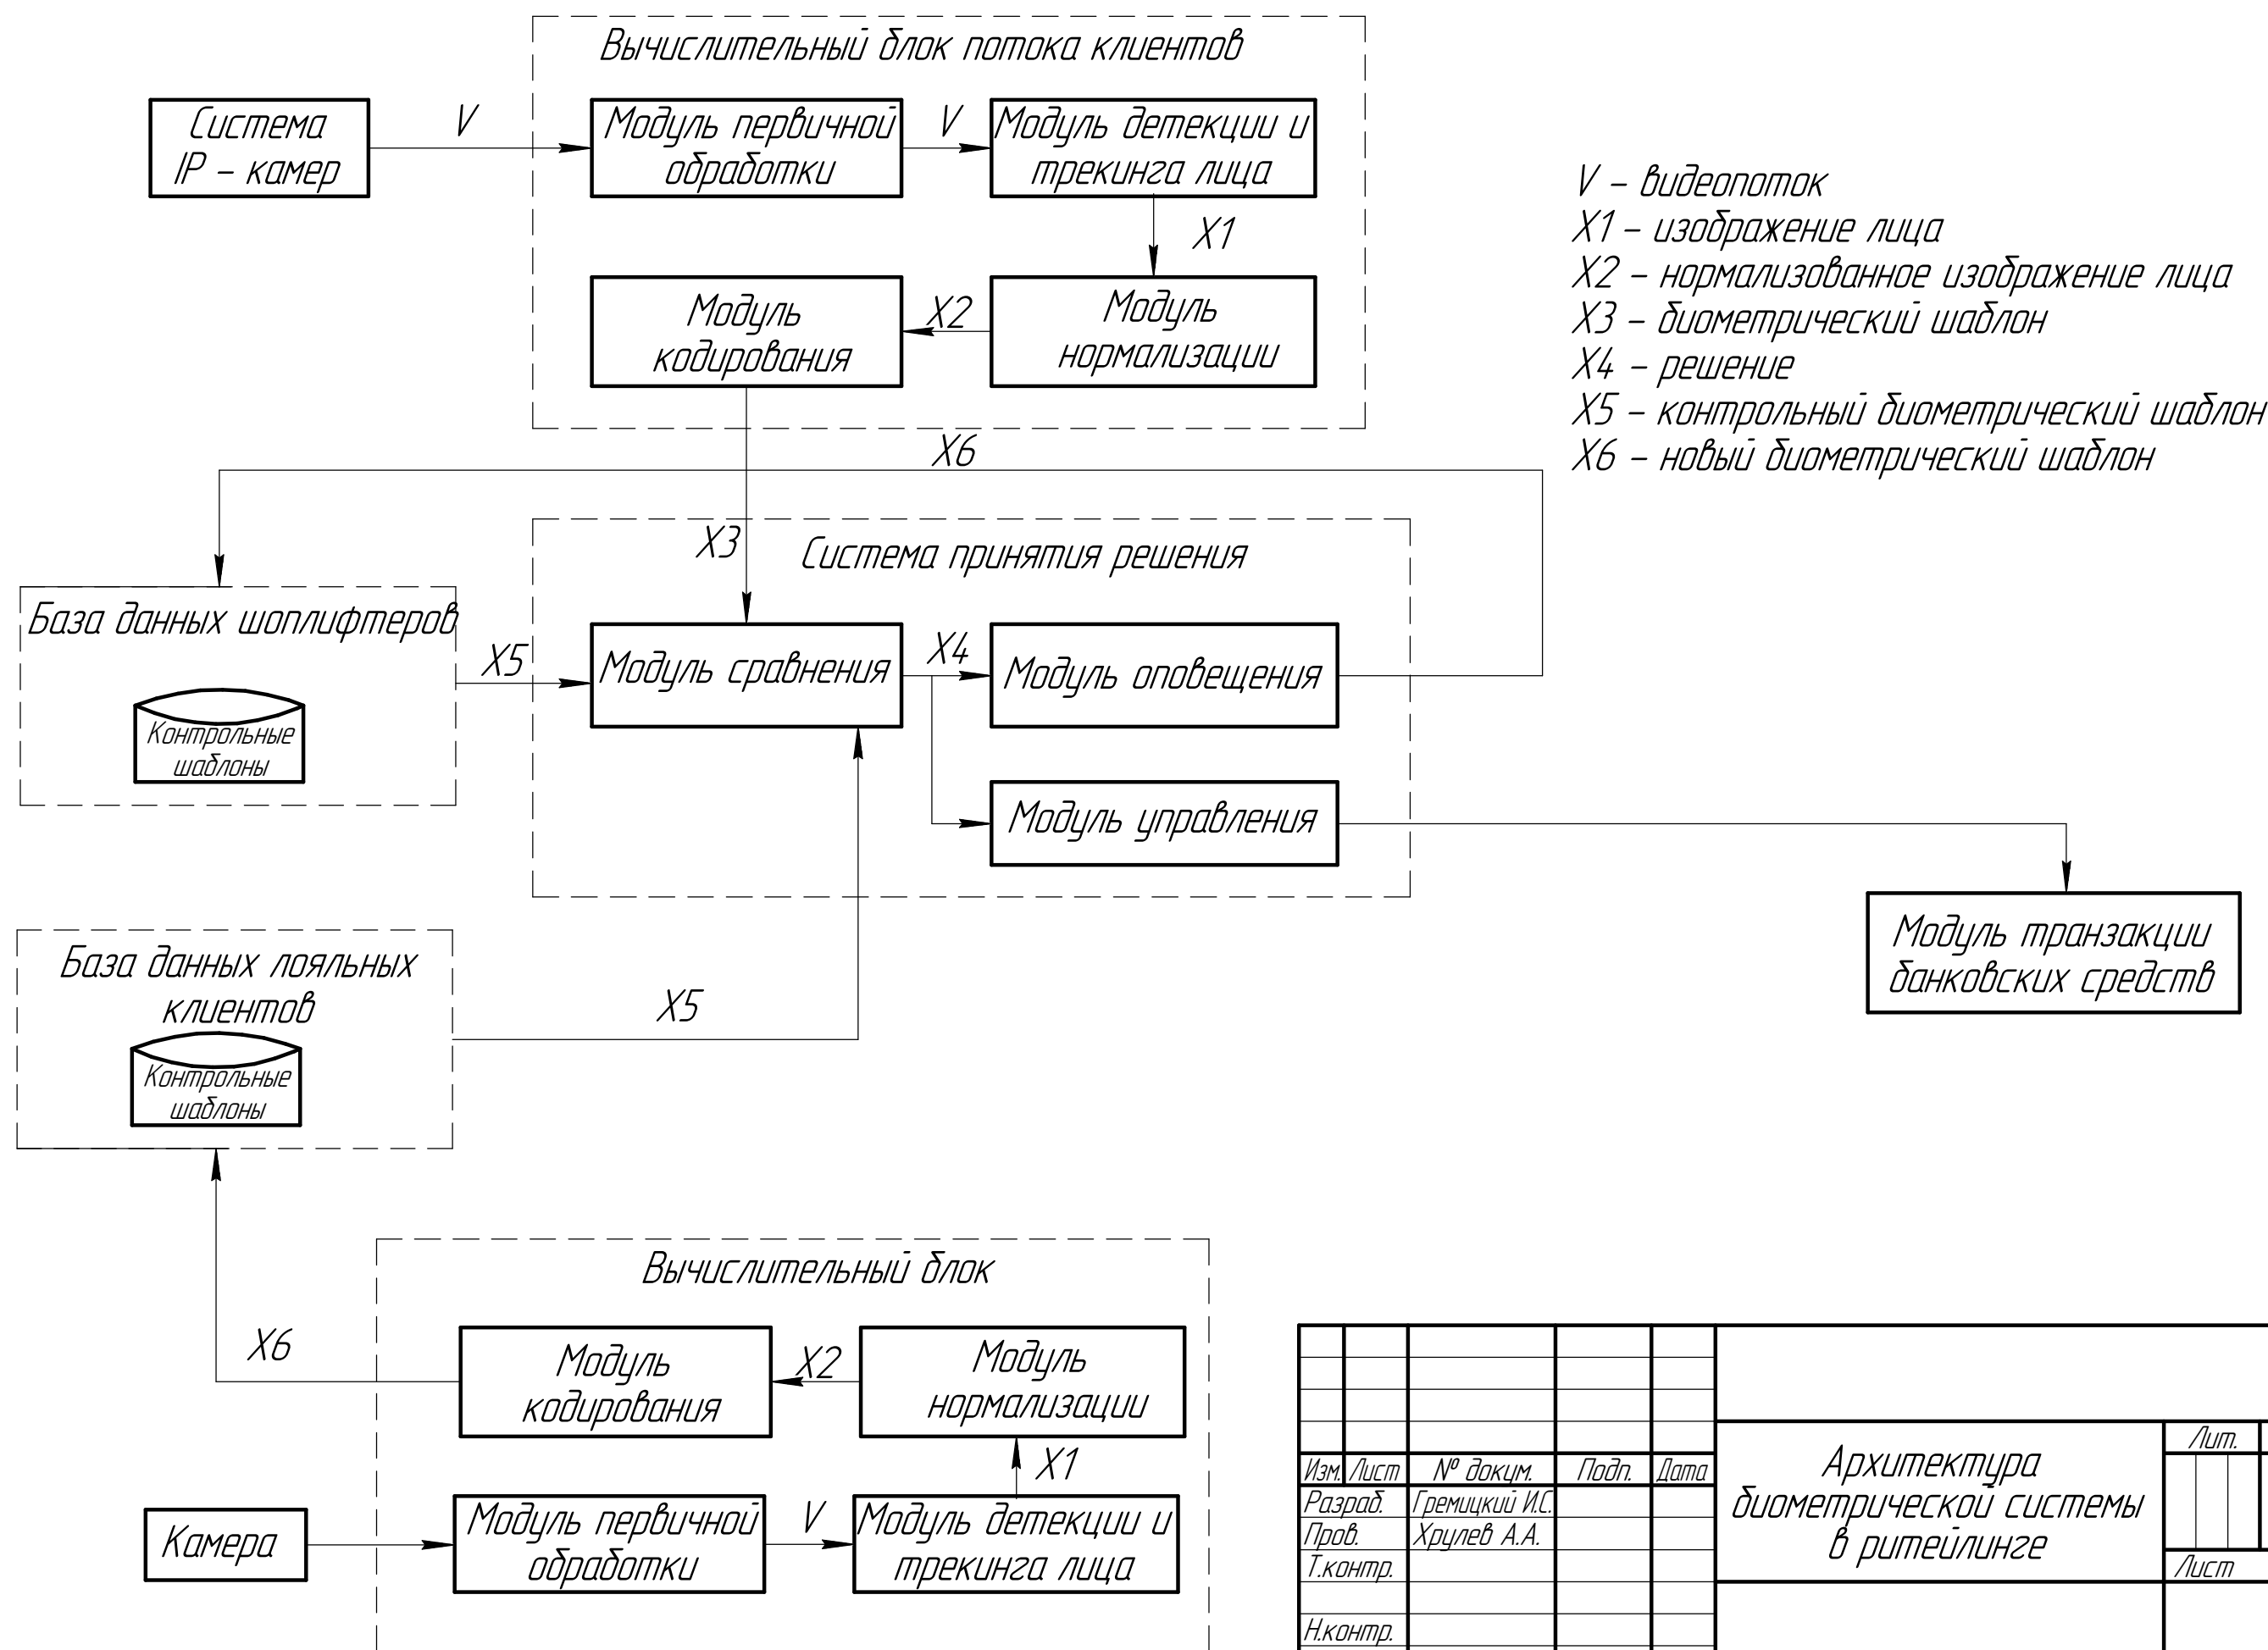 Вычислительный блок потока клиентов
Система
IP - камер
V
Модуль первичной
обработки
V
Модуль детекции и
трекинга лица
X1
Модуль
кодирования
X2
Модуль
нормализации
V - видеопоток
X1 - изображение лица
X2 - нормализованное изображение лица
X3 - биометрический шаблон
X4 - решение
X5 - контрольный биометрический шаблон
X6 - новый биометрический шаблон
X6
X3
Система принятия решения
База данных шоплифтеров
Контрольные
шаблоны
X5
Модуль сравнения
X4
Модуль оповещения
Модуль управления
Модуль транзакции
банковских средств
База данных лояльных
клиентов
Контрольные
шаблоны
X5
Вычислительный блок
X6
Модуль
кодирования
X2
Модуль
нормализации
X1
Камера
Модуль первичной
обработки
V
Модуль детекции и
трекинга лица
Изм. Лист № докум. Подп. Дата
Разраб. Гремицкий И.С.
Пров. Хрулев А.А.
Т.контр.
Н.контр.
Архитектура
биометрической системы
в ритейлинге
Лит.
Лист